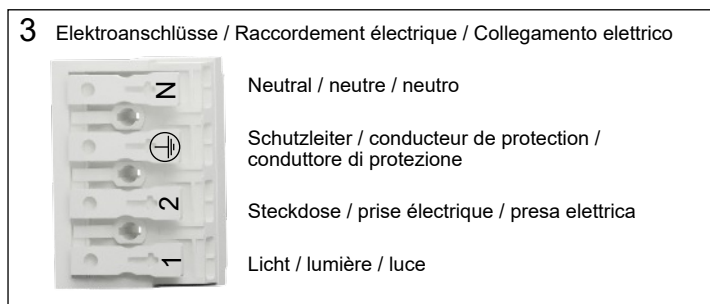 3 Elektroanschlüsse / Raccordement électrique / Collegamento elettrico
N
Neutral / neutre / neutro
Schutzleiter / conducteur de protection /
conduttore di protezione
2
Steckdose / prise électrique / presa elettrica
1
Licht / lumière / luce